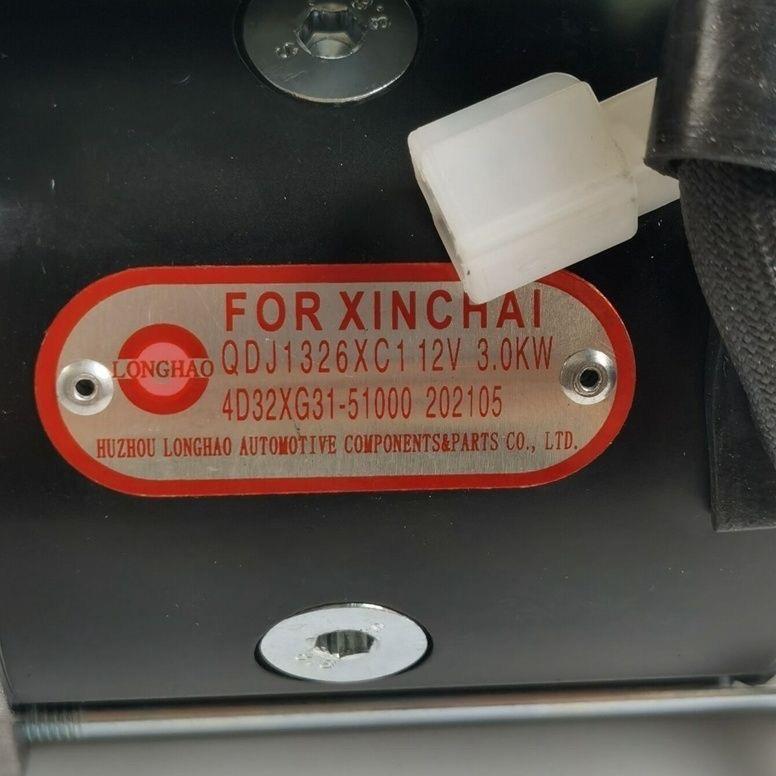 FOR XINCHAI
LONGHAO
QDJ1326XC1 12V 3.0KW
4D32XG31-51000 202105
HUZHOU LONGHAO AUTOMOTIVE COMPONENTS&PARTS CO., LTD.